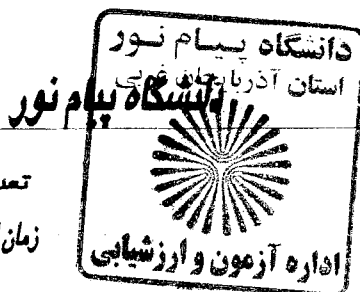 دانشگاه پیام نور
استان آذربایجان غربی
دانشگاه پیام نور
تعد
زمان
اداره آزمون و ارزشیابی